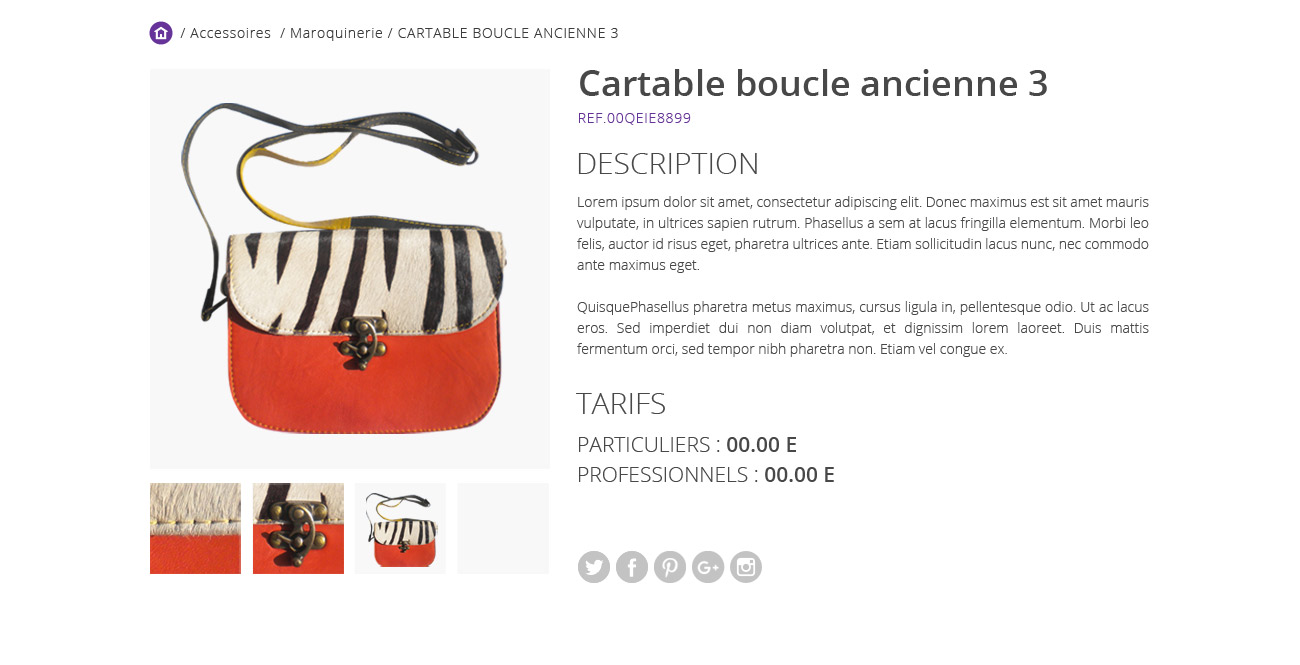 / Accessoires / Maroquinerie / CARTABLE BOUCLE ANCIENNE 3
Cartable boucle ancienne 3
REF.00QEIE8899
DESCRIPTION
Lorem ipsum dolor sit amet, consectetur adipiscing elit. Donec maximus est sit amet mauris
vulputate, in ultrices sapien rutrum. Phasellus a sem at lacus fringilla elementum. Morbi leo
felis, auctor id risus eget, pharetra ultrices ante. Etiam sollicitudin lacus nunc, nec commodo
ante maximus eget.
QuisquePhasellus pharetra metus maximus, cursus ligula in, pellentesque odio. Ut ac lacus
eros. Sed imperdiet dui non diam volutpat, et dignissim lorem laoreet. Duis mattis
fermentum orci, sed tempor nibh pharetra non. Etiam vel congue ex.
TARIFS
PARTICULIERS : 00.00 E
PROFESSIONNELS : 00.00 E